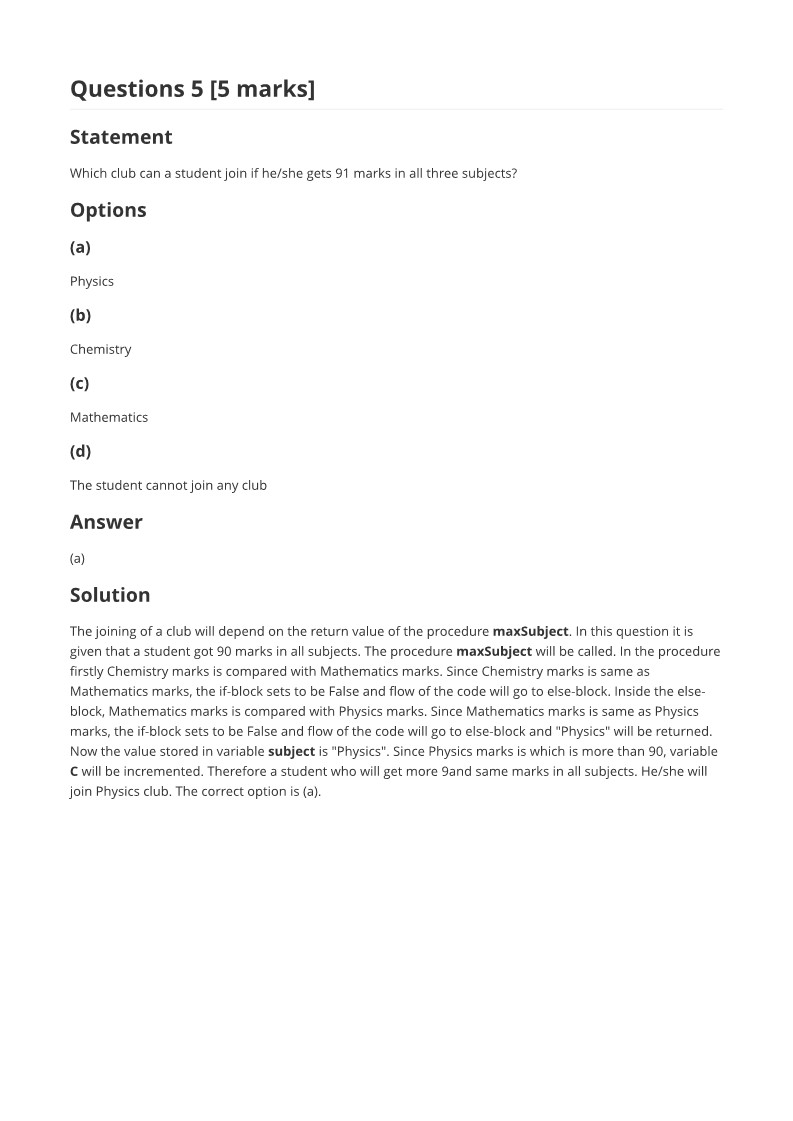 Questions 5 [5 marks]
Statement
Which club can a student join if he/she gets 91 marks in all three subjects?
Options
(a)
Physics
(b)
Chemistry
(c)
Mathematics
(d)
The student cannot join any club
Answer
(a)
Solution
The joining of a club will depend on the return value of the procedure maxSubject. In this question it is
given that a student got 90 marks in all subjects. The procedure maxSubject will be called. In the procedure
firstly Chemistry marks is compared with Mathematics marks. Since Chemistry marks is same as
Mathematics marks, the if-block sets to be False and flow of the code will go to else-block. Inside the else-
block, Mathematics marks is compared with Physics marks. Since Mathematics marks is same as Physics
marks, the if-block sets to be False and flow of the code will go to else-block and "Physics" will be returned.
Now the value stored in variable subject is "Physics". Since Physics marks is which is more than 90, variable
C will be incremented. Therefore a student who will get more 9and same marks in all subjects. He/she will
join Physics club. The correct option is (a).